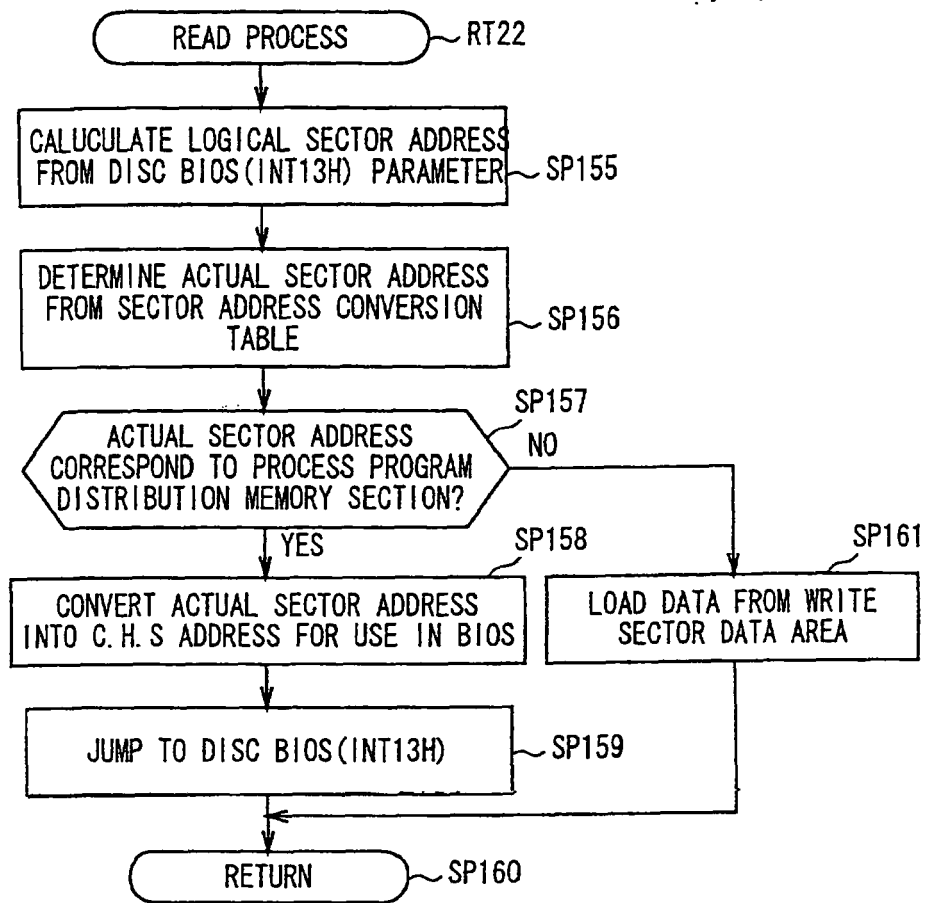 READ PROCESS
RT22
CALUCULATE LOGICAL SECTOR ADDRESS
FROM DISC BIOS(INT13H) PARAMETER
SP155
DETERMINE ACTUAL SECTOR ADDRESS
FROM SECTOR ADDRESS CONVERSION
TABLE
SP156
SP157
ACTUAL SECTOR ADDRESS
CORRESPOND TO PROCESS PROGRAM
DISTRIBUTION MEMORY SECTION?
NO
YES
SP158
CONVERT ACTUAL SECTOR ADDRESS
INTO C.H.S ADDRESS FOR USE IN BIOS
SP161
LOAD DATA FROM WRITE
SECTOR DATA AREA
JUMP TO DISC BIOS(INT13H)
SP159
RETURN
SP160